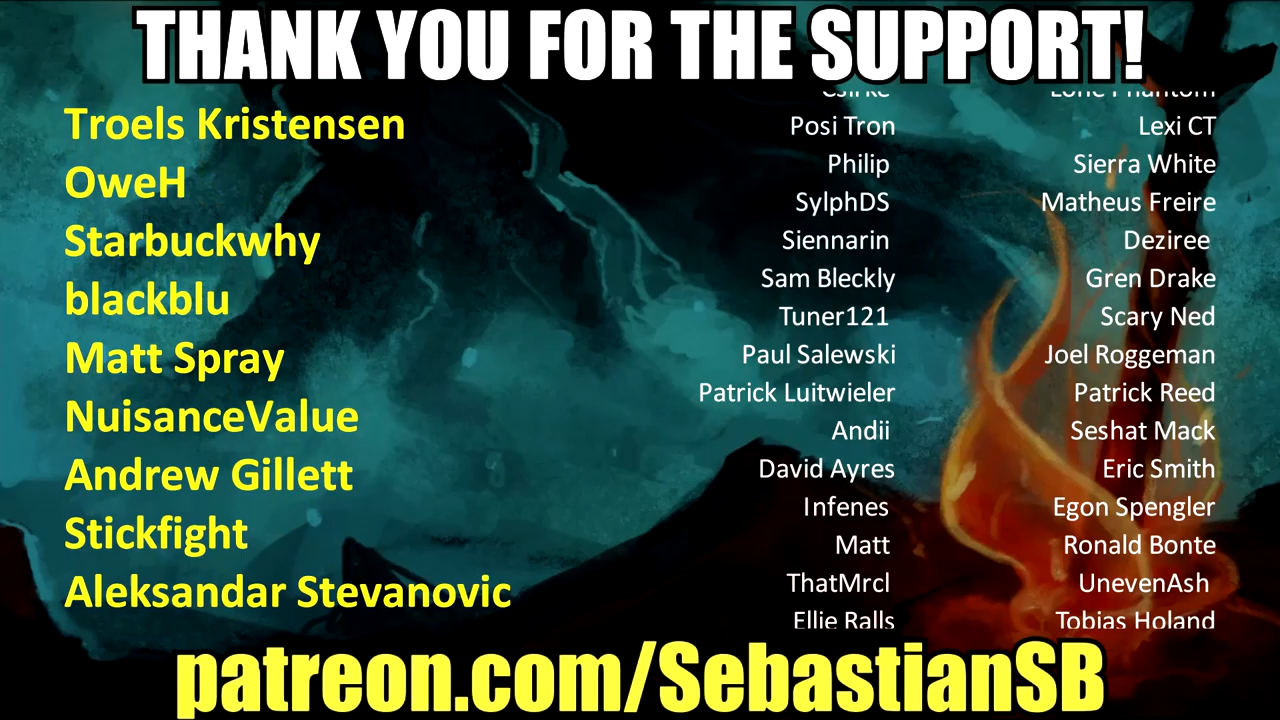 THANK YOU FOR THE SUPPORT!
Troels Kristensen
OweH
Starbuckwhy
blackblu
Matt Spray
NuisanceValue
Andrew Gillett
Stickfight
Aleksandar Stevanovic
Posi Tron
Philip
SylphDS
Siennarin
Sam Bleckly
Tuner121
Paul Salewski
Patrick Luitwieler
Andii
David Ayres
Infenes
Matt
ThatMrcl
Ellie Ralls
Lone Phantom
Lexi CT
Sierra White
Matheus Freire
Deziree
Gren Drake
Scary Ned
Joel Roggeman
Patrick Reed
Seshat Mack
Eric Smith
Egon Spengler
Ronald Bonte
UnevenAsh
Tobias Holand
patreon.com/SebastianSB